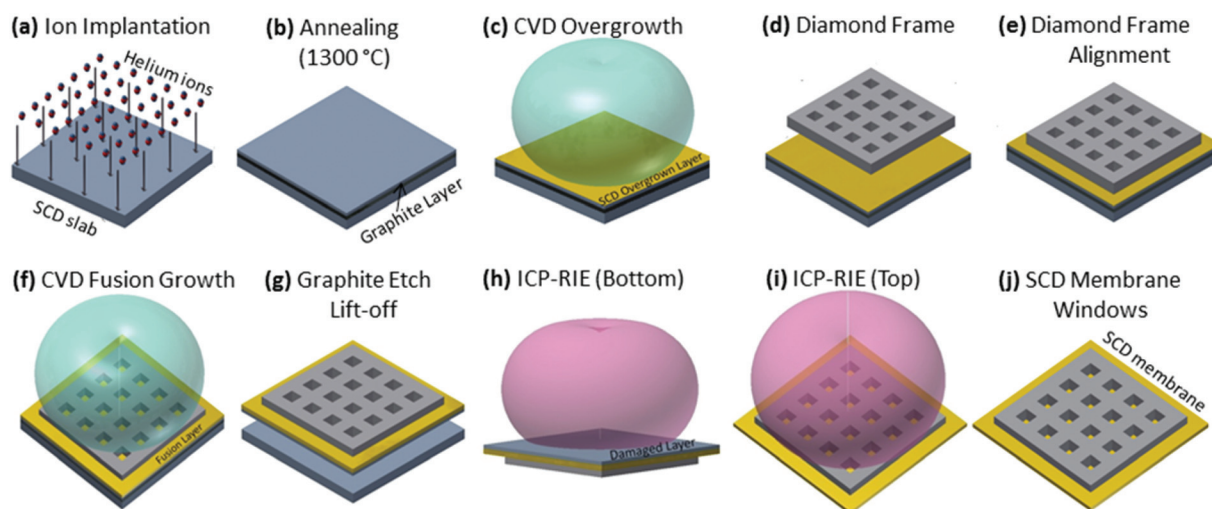 (a) Ion Implantation
Helium ions
SCD slab
(b) Annealing
(1300 °C)
Graphite Layer
(c) CVD Overgrowth
SCD Overgrown Layer
(d) Diamond Frame
(e) Diamond Frame
Alignment
(f) CVD Fusion Growth
Fusion Layer
(g) Graphite Etch
Lift-off
(h) ICP-RIE (Bottom)
Damaged Layer
(i) ICP-RIE (Top)
(j) SCD Membrane
Windows
SCD membrane